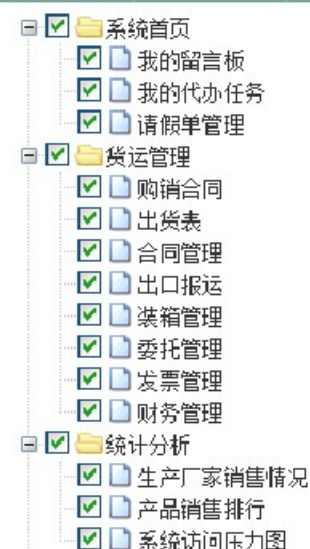 系统首页
我的留言板
我的代办任务
请假单管理
货运管理
购销合同
出货表
合同管理
出口报运
装箱管理
委托管理
发票管理
财务管理
统计分析
生产厂家销售情况
产品销售排行
系统访问压力图